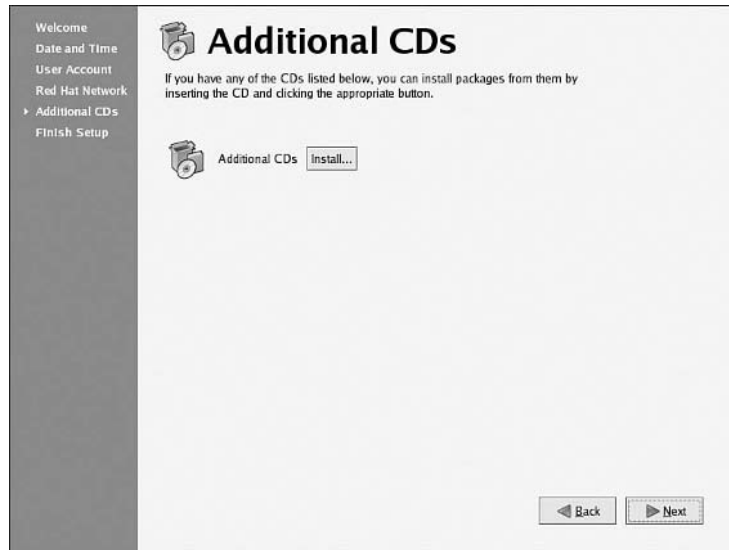 Welcome
Date and Time
User Account
Red Hat Network
Additional CDs
Finish Setup
Additional CDs
If you have any of the CDs listed below, you can install packages from them by
inserting the CD and clicking the appropriate button.
Additional CDs Install...
Back Next